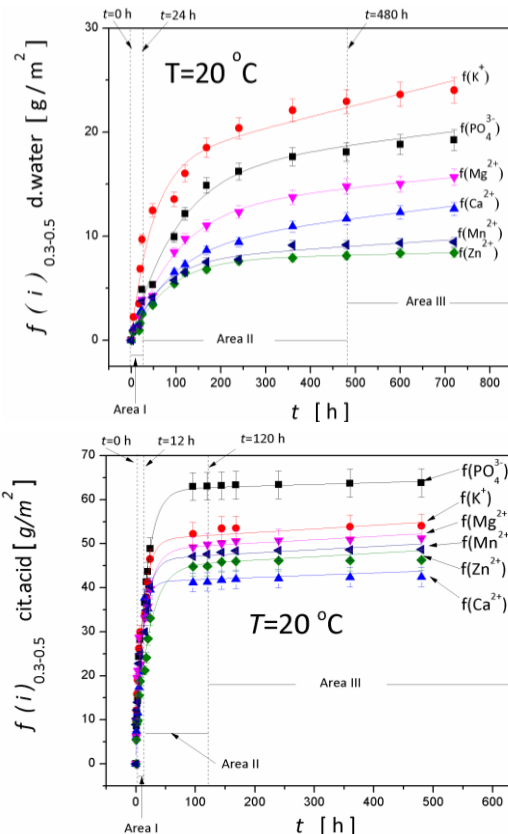 t=0 h
t=24 h
t=480 h
T=20 °C
f(K⁺)
f(PO₄³⁻)
f(Mg²⁺)
f(Ca²⁺)
f(Mn²⁺)
f(Zn²⁺)
f (i) 0.3-0.5 d.water [ g / m² ]
30
20
10
0
Area III
Area II
Area I
0 100 200 300 400 500 600 700 800
t [ h ]
t=0 h
t=12 h
t=120 h
f(PO₄³⁻)
f(K⁺)
f(Mg²⁺)
f(Mn²⁺)
f(Zn²⁺)
f(Ca²⁺)
f (i) 0.3-0.5 cit.acid [ g/m² ]
70
60
50
40
30
20
10
0
T=20 °C
Area III
Area II
Area I
0 100 200 300 400 500 600
t [ h ]